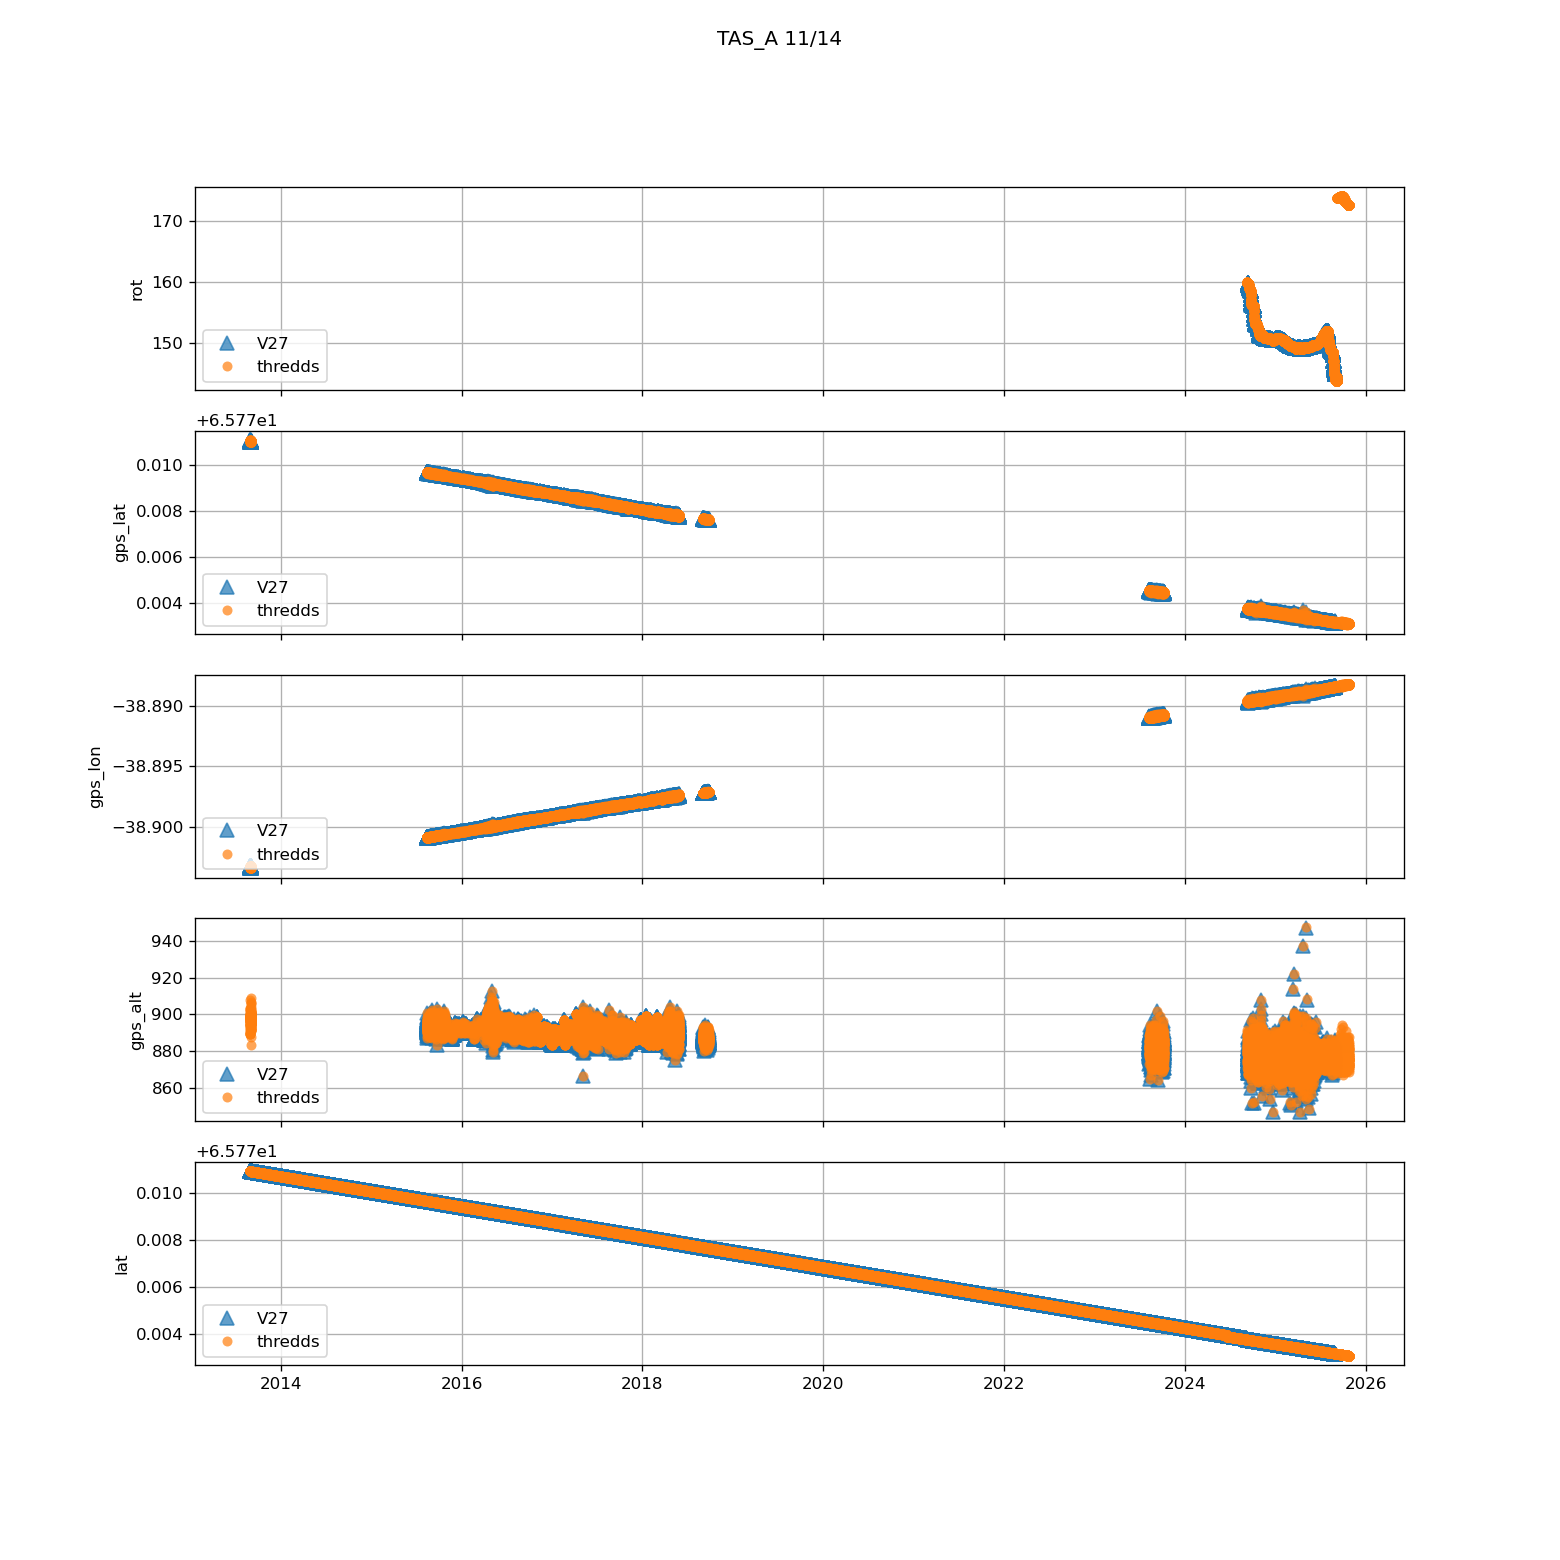 TAS_A 11/14
170
160
150
rot
V27
thredds
+6.577e1
0.010
0.008
0.006
0.004
gps_lat
V27
thredds
−38.890
−38.895
−38.900
gps_lon
V27
thredds
940
920
900
880
860
gps_alt
V27
thredds
+6.577e1
0.010
0.008
0.006
0.004
lat
V27
thredds
2014 2016 2018 2020 2022 2024 2026